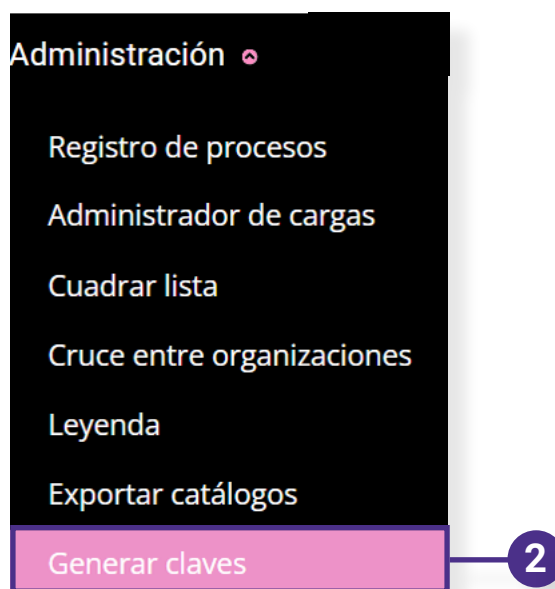 Administración
Registro de procesos
Administrador de cargas
Cuadrar lista
Cruce entre organizaciones
Leyenda
Exportar catálogos
Generar claves
2